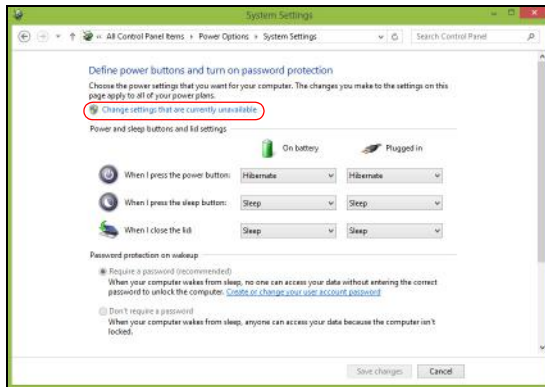 System Settings
« All Control Panel Items › Power Options › System Settings
Search Control Panel
Define power buttons and turn on password protection
Choose the power settings that you want for your computer. The changes you make to the settings on this
page apply to all of your power plans.
Change settings that are currently unavailable
Power and sleep buttons and lid settings
On battery Plugged in
When I press the power button: Hibernate Hibernate
When I press the sleep button: Sleep Sleep
When I close the lid: Sleep Sleep
Password protection on wakeup
Require a password (recommended)
When your computer wakes from sleep, no one can access your data without entering the correct
password to unlock the computer. Create or change your user account password
Don't require a password
When your computer wakes from sleep, anyone can access your data because the computer isn't
locked.
Save changes Cancel